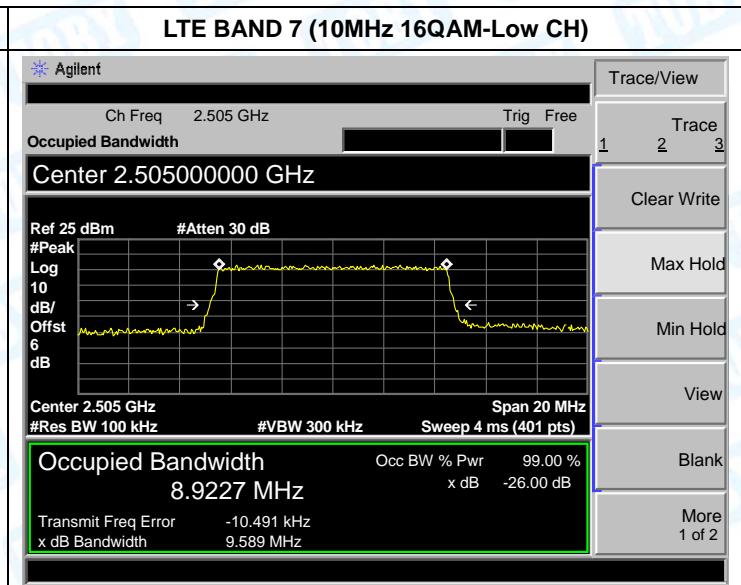 LTE BAND 7 (10MHz 16QAM-Low CH)
Agilent
Ch Freq 2.505 GHz Trig Free
Occupied Bandwidth
Center 2.505000000 GHz
Ref 25 dBm #Atten 30 dB
#Peak
Log
10
dB/
Offst
6
dB
Center 2.505 GHz Span 20 MHz
#Res BW 100 kHz #VBW 300 kHz Sweep 4 ms (401 pts)
Occupied Bandwidth Occ BW % Pwr 99.00 %
8.9227 MHz x dB -26.00 dB
Transmit Freq Error -10.491 kHz
x dB Bandwidth 9.589 MHz
Trace/View
Trace
1 2 3
Clear Write
Max Hold
Min Hold
View
Blank
More
1 of 2